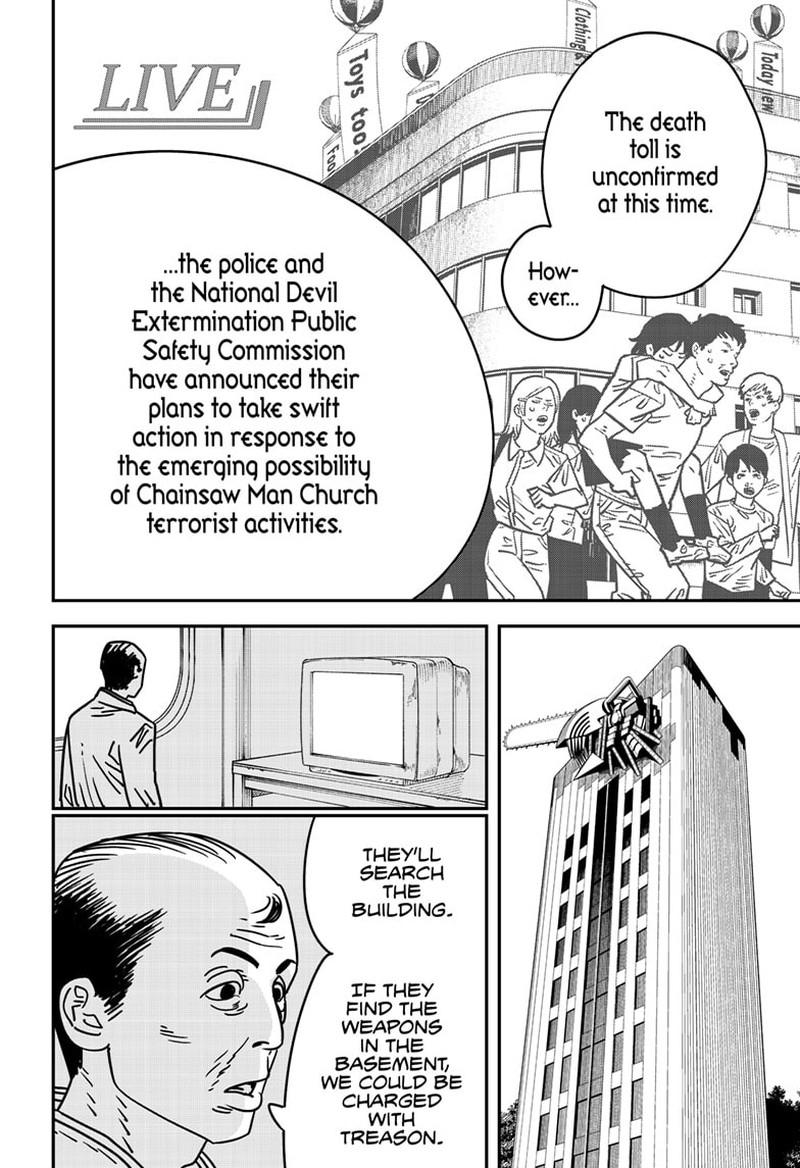 LIVE
Foo
Toys too.
Clothing &
Today new
The death
toll is
unconfirmed
at this time.
How-
ever...
...the police and
the National Devil
Extermination Public
Safety Commission
have announced their
plans to take swift
action in response to
the emerging possibility
of Chainsaw Man Church
terrorist activities.
THEY'LL
SEARCH
THE
BUILDING.
IF THEY
FIND THE
WEAPONS
IN THE
BASEMENT,
WE COULD BE
CHARGED
WITH
TREASON.